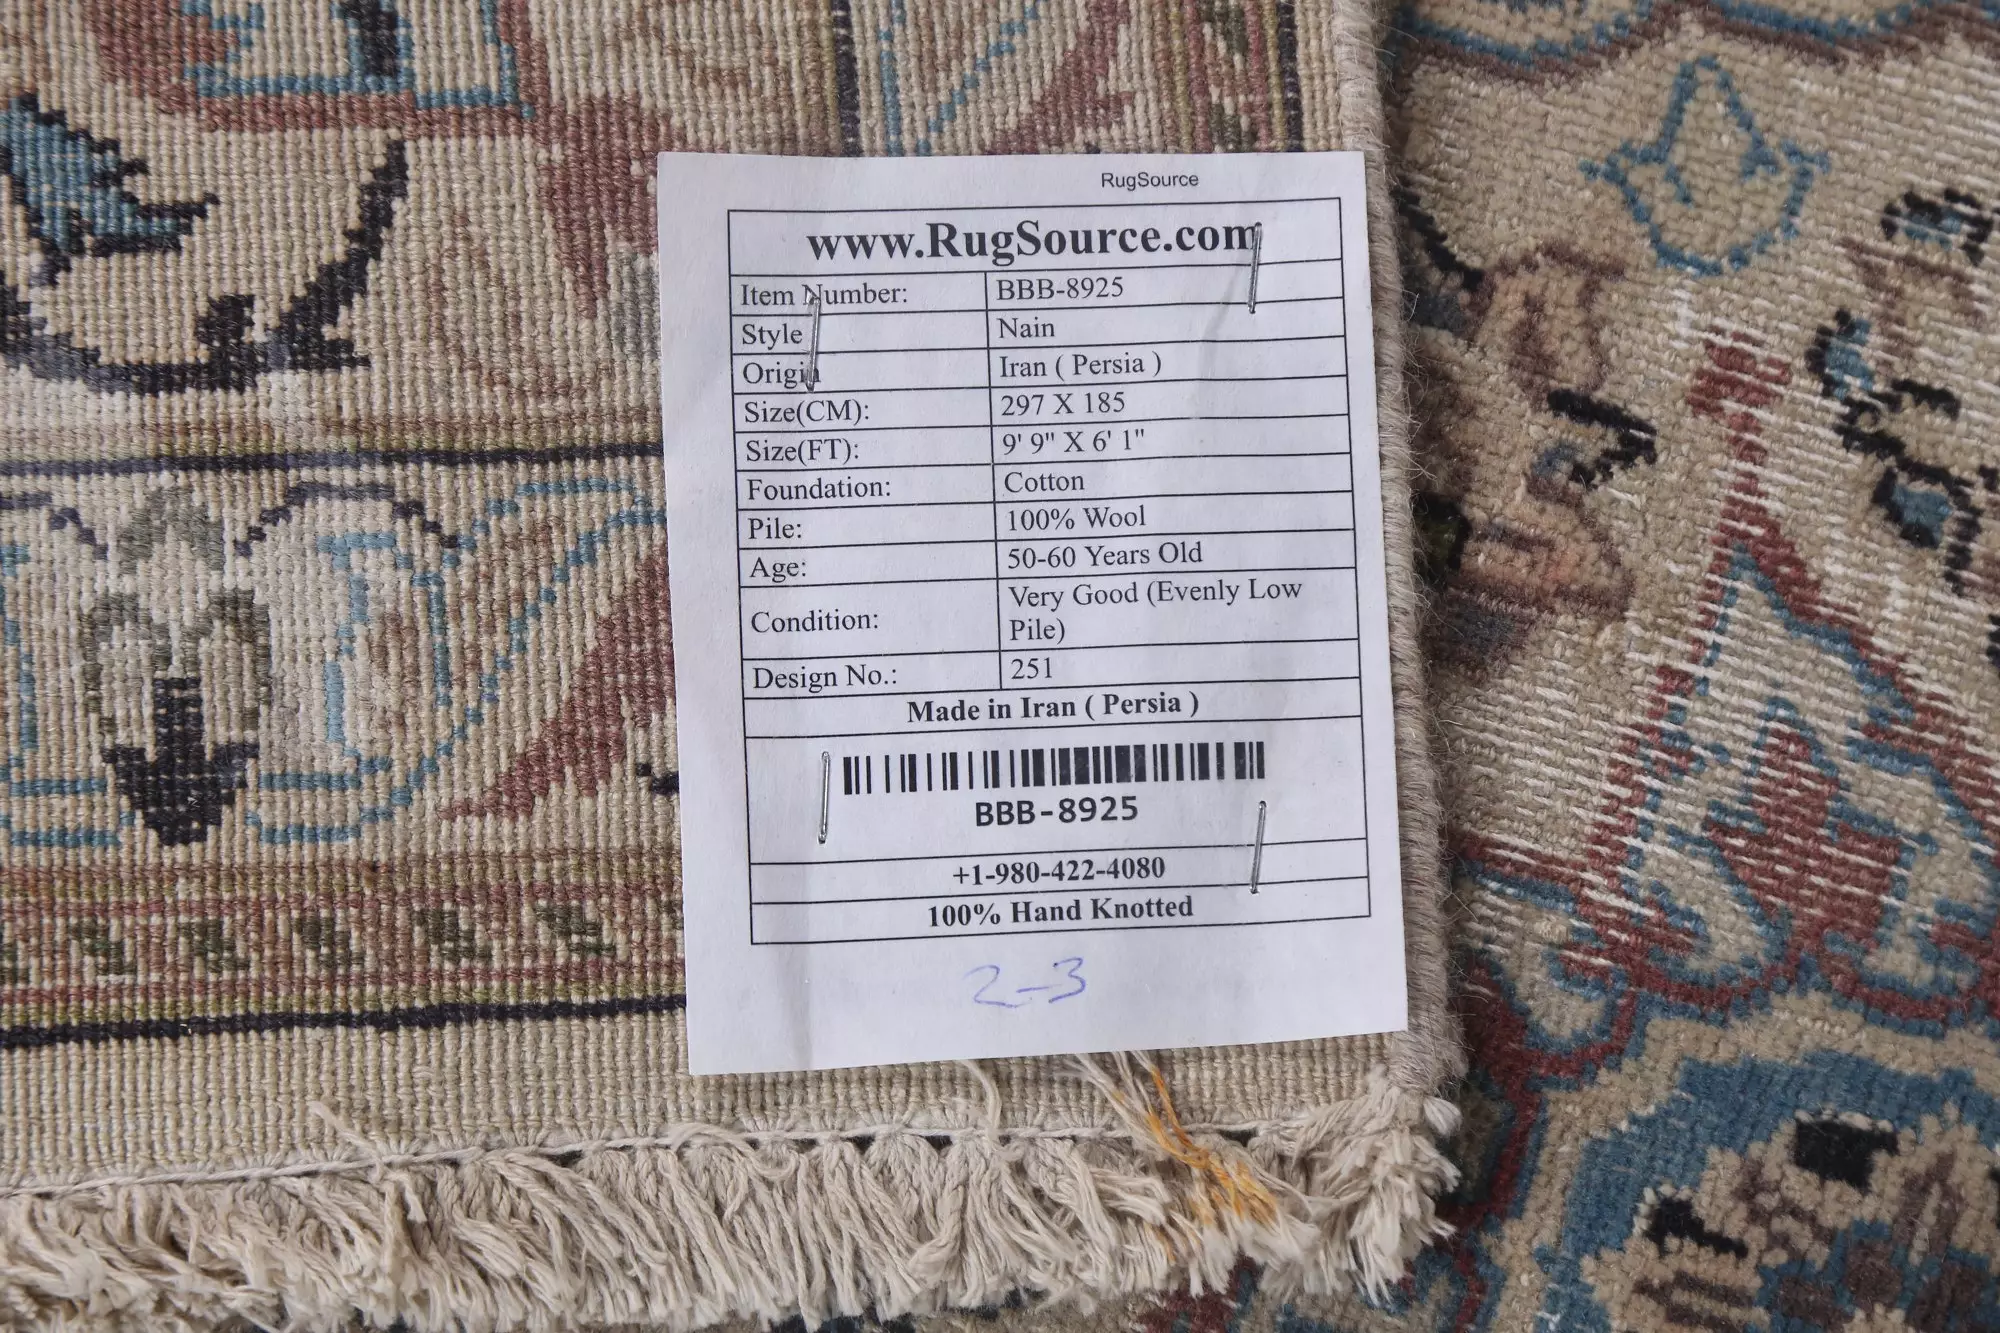 RugSource
www.RugSource.com
Item Number: BBB-8925
Style Nain
Origin Iran ( Persia )
Size(CM): 297 X 185
Size(FT): 9' 9" X 6' 1"
Foundation: Cotton
Pile: 100% Wool
Age: 50-60 Years Old
Condition: Very Good (Evenly Low
Pile)
Design No.: 251
Made in Iran ( Persia )
BBB-8925
+1-980-422-4080
100% Hand Knotted
2-3